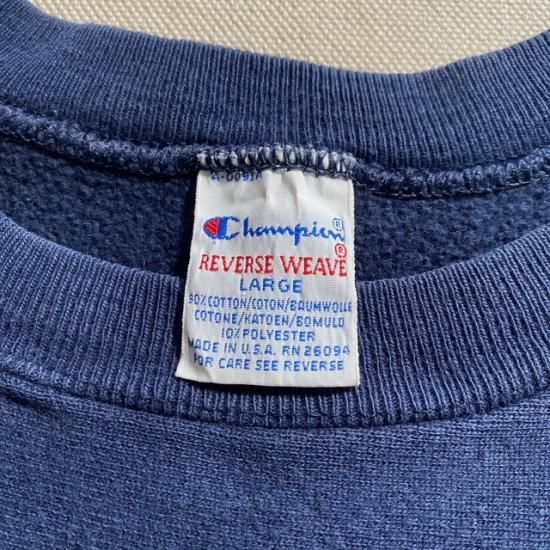 Champion®
REVERSE WEAVE®
LARGE
90% COTTON/COTON/BAUMWOLLE
COTONE/KATOEN/BOMULD
10% POLYESTER
MADE IN U.S.A. RN 26094
FOR CARE SEE REVERSE